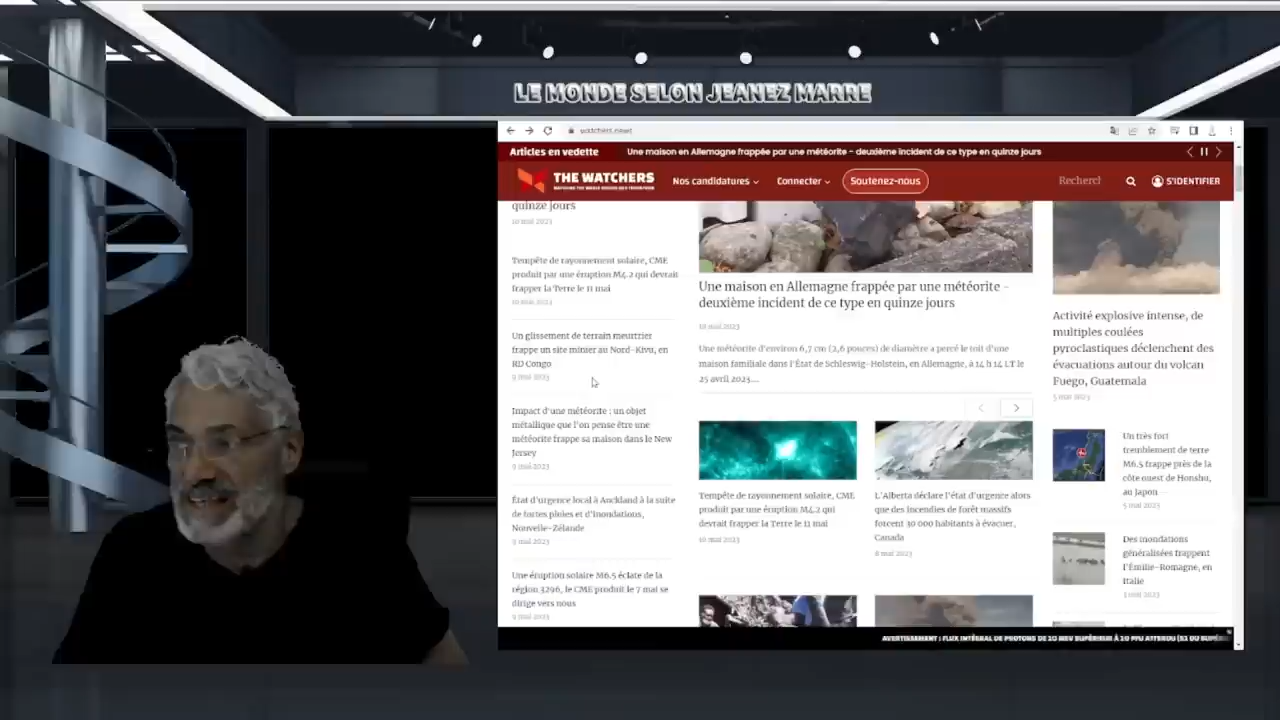 LE MONDE SELON JEANEZ MARRE
watchers.news
Articles en vedette
Une maison en Allemagne frappée par une météorite - deuxième incident de ce type en quinze jours
THE WATCHERS
Nos candidatures
Connecter
Soutenez-nous
Rechercl
S'IDENTIFIER
quinze jours
10 mai 2023
Tempête de rayonnement solaire, CME
produit par une éruption M4.2 qui devrait
frapper la Terre le 11 mai
10 mai 2023
Un glissement de terrain meurtrier
frappe un site minier au Nord-Kivu, en
RD Congo
9 mai 2023
Impact d'une météorite : un objet
métallique que l'on pense être une
météorite frappe sa maison dans le New
Jersey
9 mai 2023
État d'urgence local à Auckland à la suite
de fortes pluies et d'inondations,
Nouvelle-Zélande
9 mai 2023
Une éruption solaire M6.5 éclate de la
région 3296, le CME produit le 7 mai se
dirige vers nous
9 mai 2023
Une maison en Allemagne frappée par une météorite -
deuxième incident de ce type en quinze jours
10 mai 2023
Une météorite d'environ 6,7 cm (2,6 pouces) de diamètre a percé le toit d'une
maison familiale dans l'État de Schleswig-Holstein, en Allemagne, à 14 h 14 LT le
25 avril 2023....
Tempête de rayonnement solaire, CME
produit par une éruption M4.2 qui
devrait frapper la Terre le 11 mai
10 mai 2023
L'Alberta déclare l'état d'urgence alors
que des incendies de forêt massifs
forcent 30 000 habitants à évacuer,
Canada
8 mai 2023
Activité explosive intense, de
multiples coulées
pyroclastiques déclenchent des
évacuations autour du volcan
Fuego, Guatemala
5 mai 2023
Un très fort
tremblement de terre
M6.5 frappe près de la
côte ouest de Honshu,
au Japon
5 mai 2023
Des inondations
généralisées frappent
l'Émilie-Romagne, en
Italie
3 mai 2023
AVERTISSEMENT : FLUX INTÉGRAL DE PROTONS DE 10 MEV SUPÉRIEUR À 10 PFU ATTENDU (S1 OU